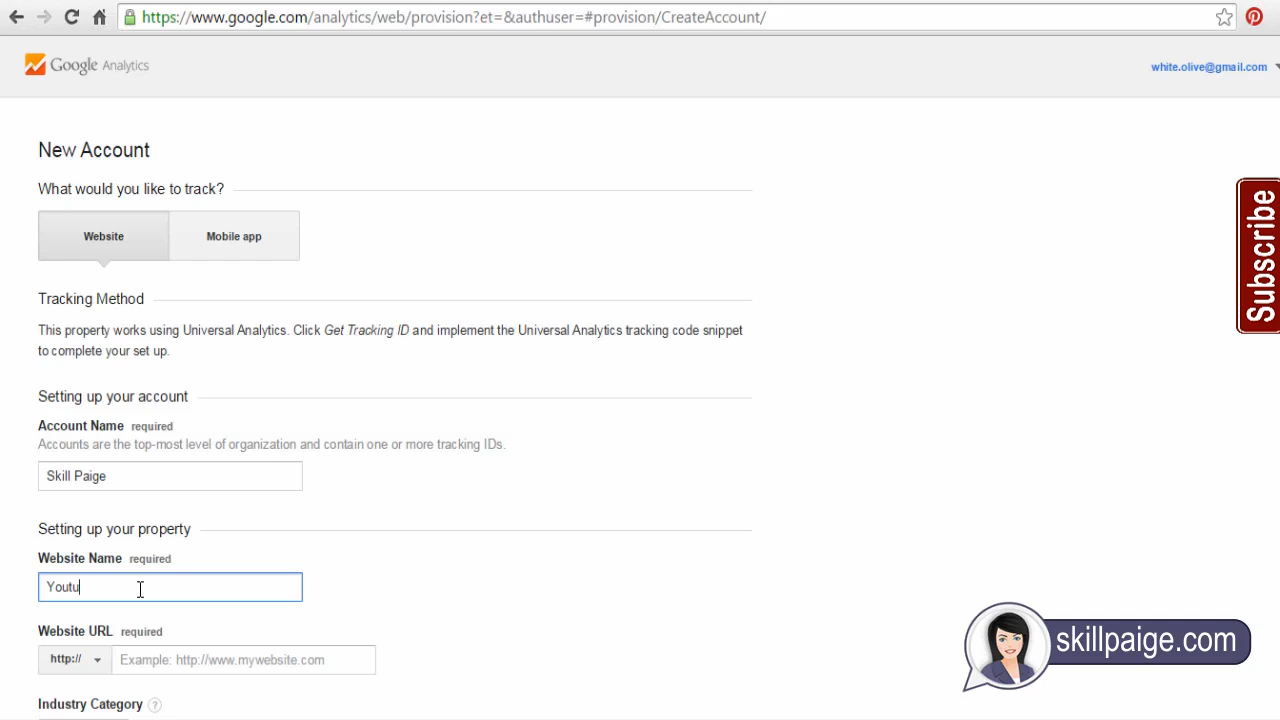 https://www.google.com/analytics/web/provision?et=&authuser=#provision/CreateAccount/
Google Analytics
white.olive@gmail.com
New Account
What would you like to track?
Website
Mobile app
Tracking Method
This property works using Universal Analytics. Click Get Tracking ID and implement the Universal Analytics tracking code snippet
to complete your set up.
Setting up your account
Account Name required
Accounts are the top-most level of organization and contain one or more tracking IDs.
Skill Paige
Setting up your property
Website Name required
Youtu
Website URL required
http://
Example: http://www.mywebsite.com
Industry Category ?
Subscribe
skillpaige.com